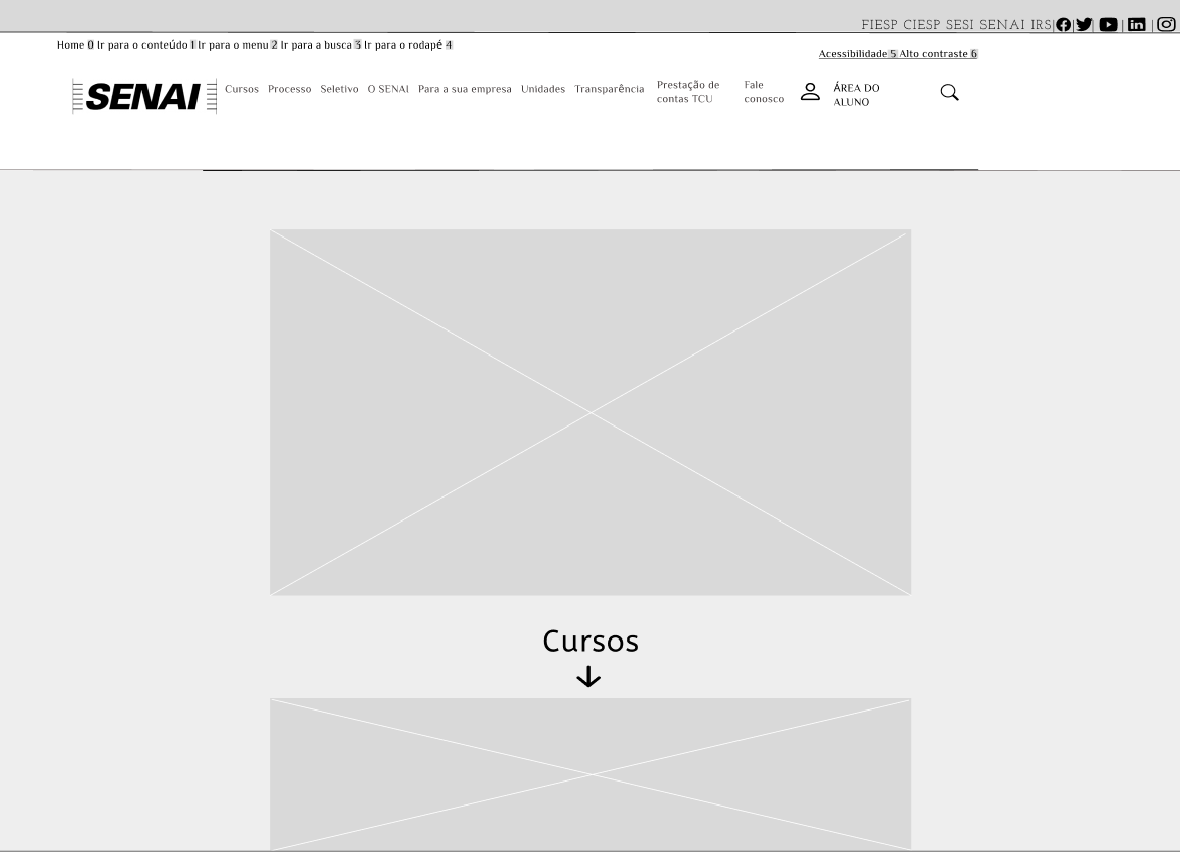 FIESP CIESP SESI SENAI IRS| | | | |
Home 0 Ir para o conteúdo 1 Ir para o menu 2 Ir para a busca 3 Ir para o rodapé 4
Acessibilidade 5 Alto contraste 6
SENAI
Cursos Processo Seletivo O SENAI Para a sua empresa Unidades Transparência
Prestação de
contas TCU
Fale
conosco
ÁREA DO
ALUNO
Cursos